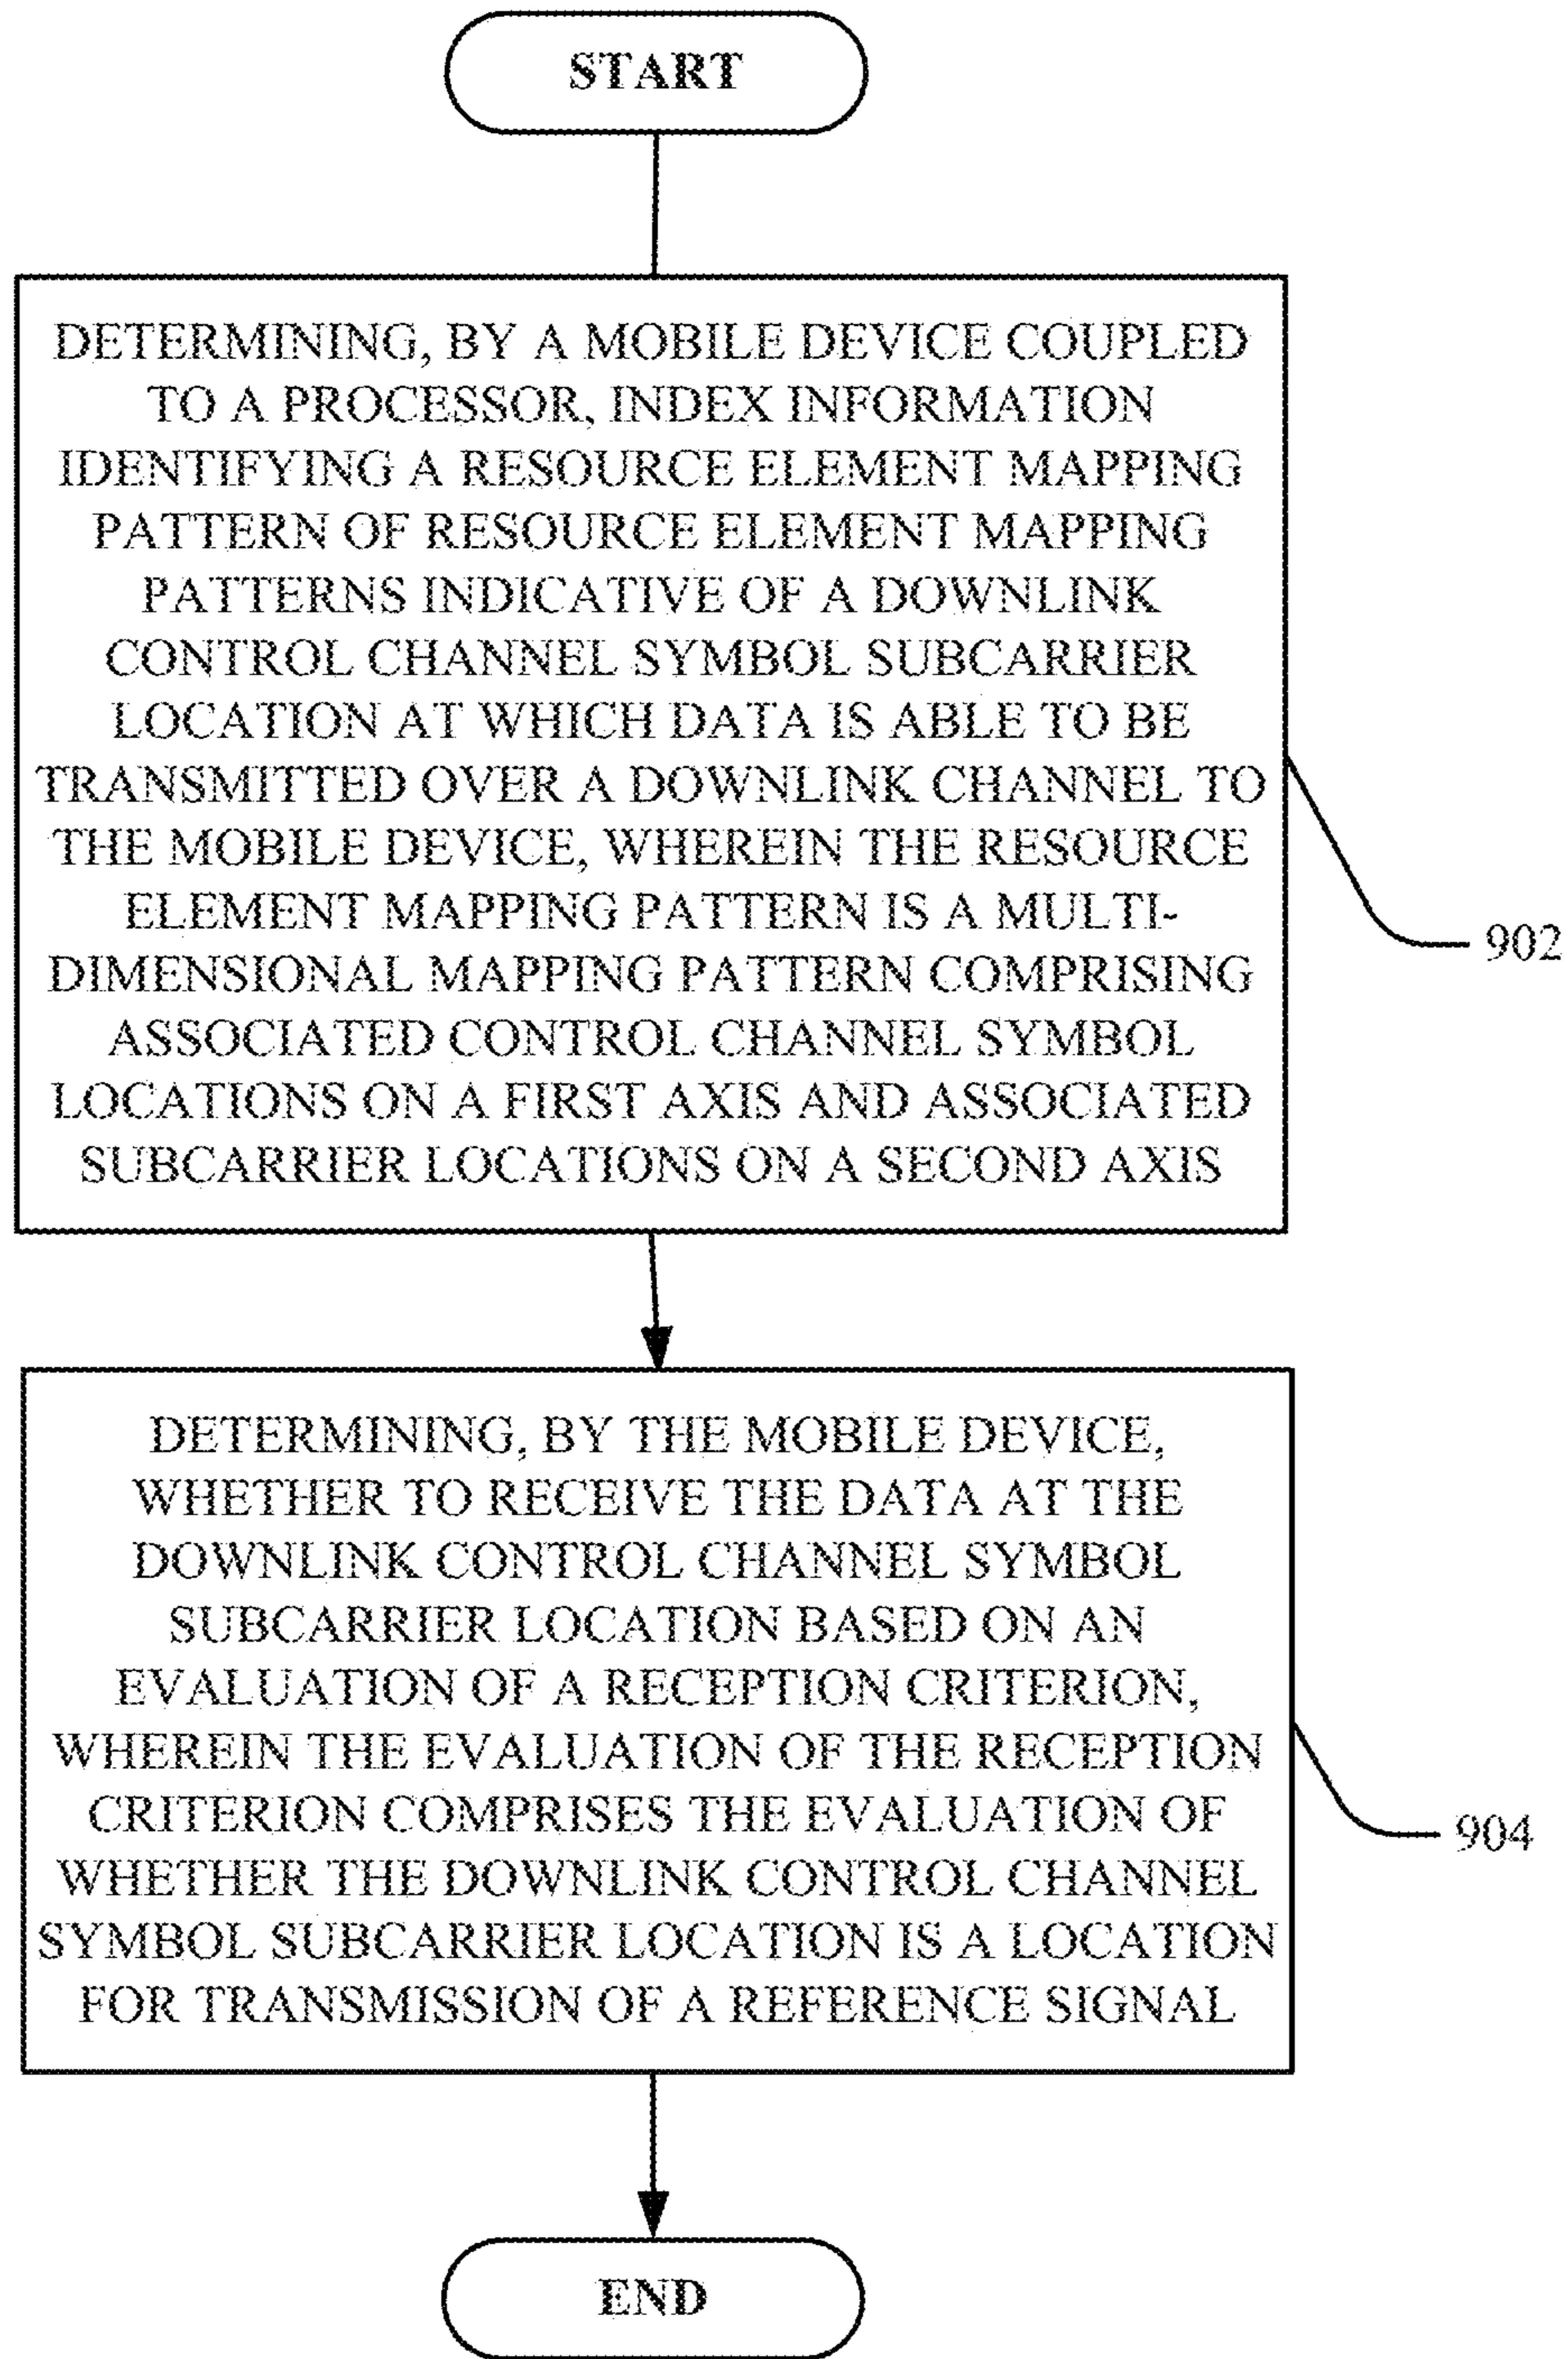 START
DETERMINING, BY A MOBILE DEVICE COUPLED
TO A PROCESSOR, INDEX INFORMATION
IDENTIFYING A RESOURCE ELEMENT MAPPING
PATTERN OF RESOURCE ELEMENT MAPPING
PATTERNS INDICATIVE OF A DOWNLINK
CONTROL CHANNEL SYMBOL SUBCARRIER
LOCATION AT WHICH DATA IS ABLE TO BE
TRANSMITTED OVER A DOWNLINK CHANNEL TO
THE MOBILE DEVICE, WHEREIN THE RESOURCE
ELEMENT MAPPING PATTERN IS A MULTI-
DIMENSIONAL MAPPING PATTERN COMPRISING
ASSOCIATED CONTROL CHANNEL SYMBOL
LOCATIONS ON A FIRST AXIS AND ASSOCIATED
SUBCARRIER LOCATIONS ON A SECOND AXIS
902
DETERMINING, BY THE MOBILE DEVICE,
WHETHER TO RECEIVE THE DATA AT THE
DOWNLINK CONTROL CHANNEL SYMBOL
SUBCARRIER LOCATION BASED ON AN
EVALUATION OF A RECEPTION CRITERION,
WHEREIN THE EVALUATION OF THE RECEPTION
CRITERION COMPRISES THE EVALUATION OF
WHETHER THE DOWNLINK CONTROL CHANNEL
SYMBOL SUBCARRIER LOCATION IS A LOCATION
FOR TRANSMISSION OF A REFERENCE SIGNAL
904
END